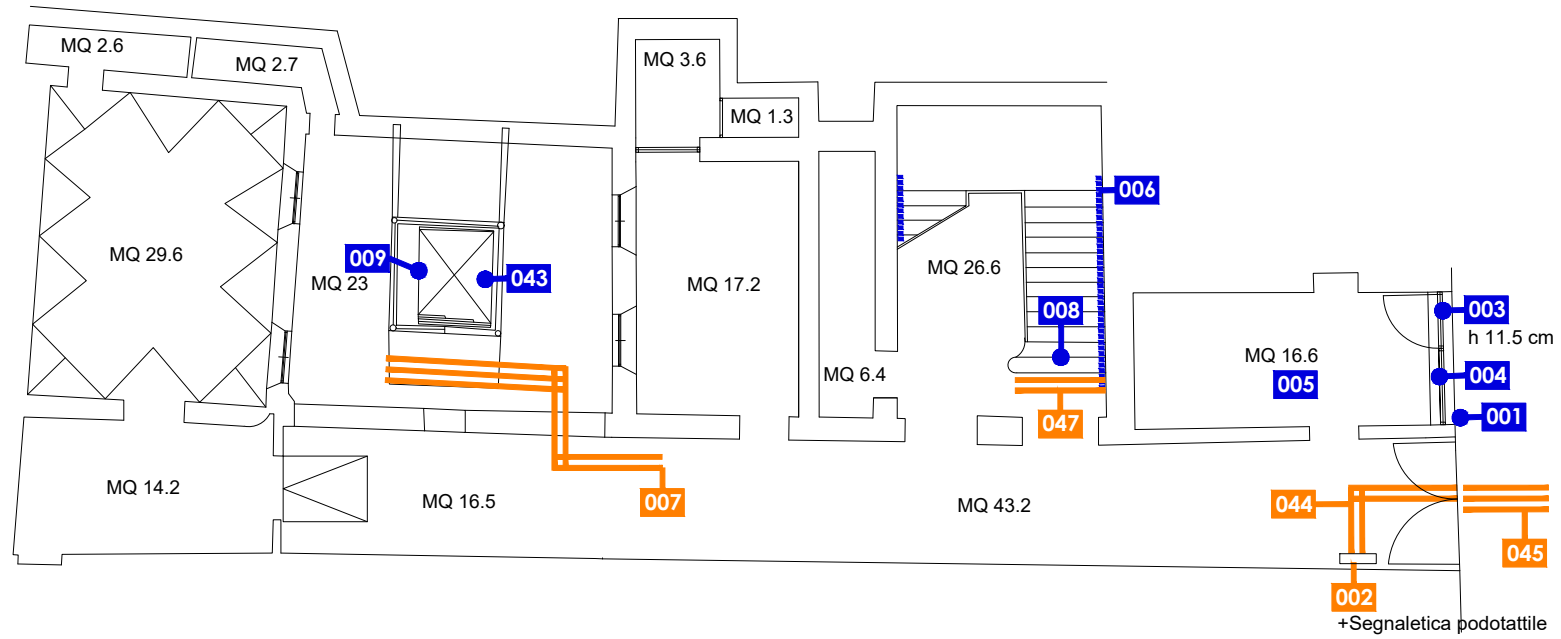 MQ 2.6
MQ 2.7
MQ 3.6
MQ 1.3
006
MQ 29.6
009
MQ 23
043
MQ 17.2
MQ 26.6
008
003
h 11.5 cm
MQ 16.6
004
005
MQ 6.4
001
047
MQ 14.2
MQ 16.5
007
MQ 43.2
044
045
002
+Segnaletica podotattile